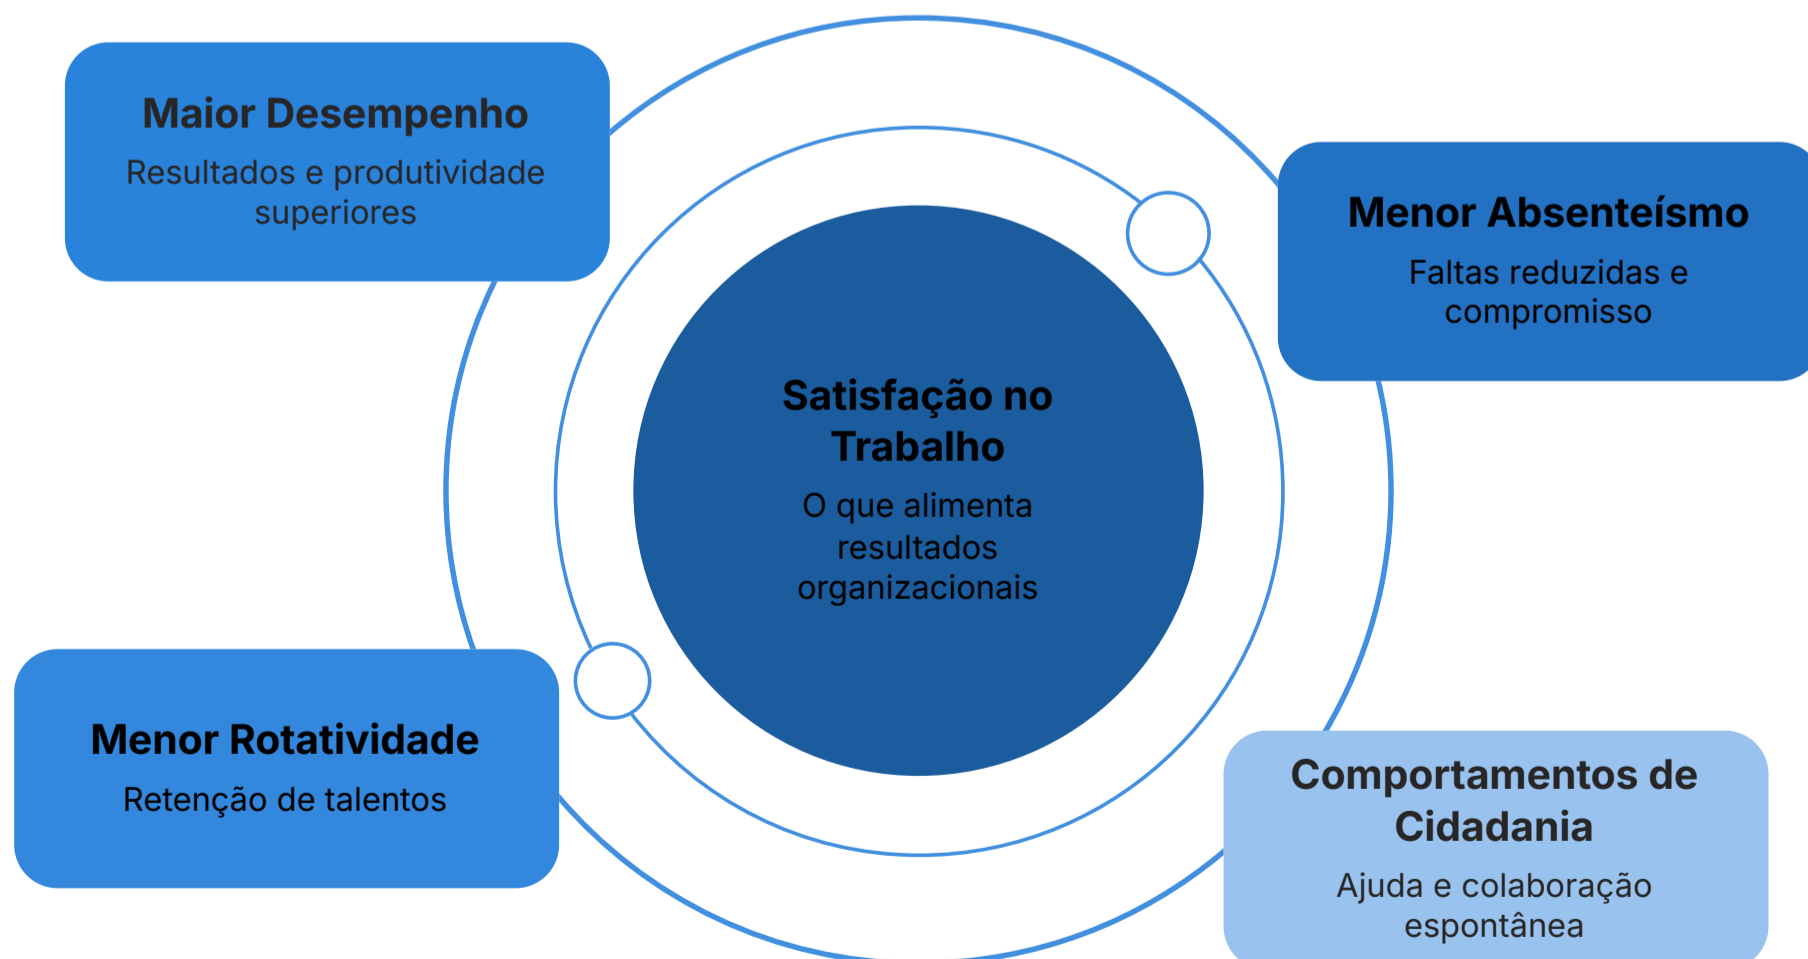 Maior Desempenho
Resultados e produtividade
superiores
Menor Absenteísmo
Faltas reduzidas e
compromisso
Satisfação no
Trabalho
O que alimenta
resultados
organizacionais
Menor Rotatividade
Retenção de talentos
Comportamentos de
Cidadania
Ajuda e colaboração
espontânea